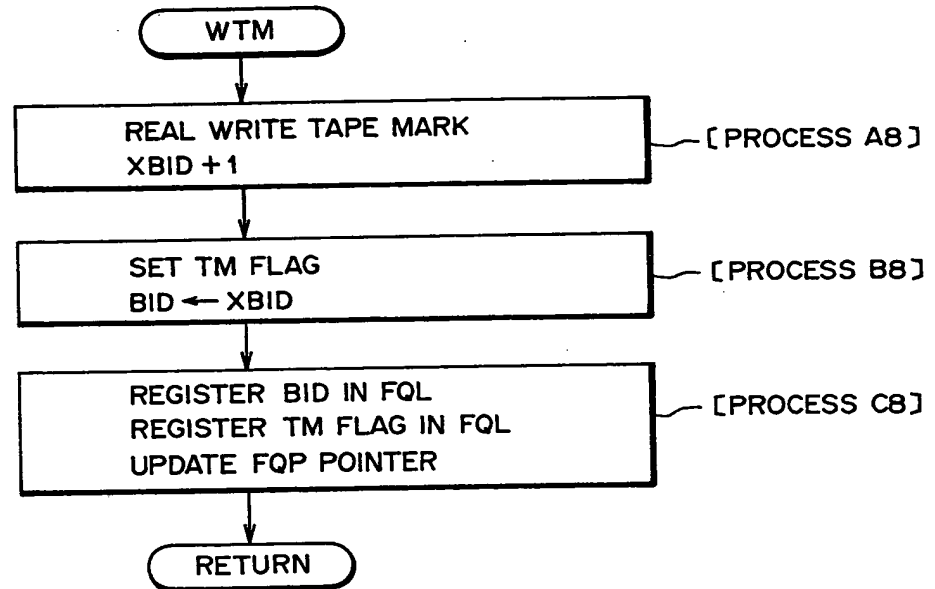 WTM
REAL WRITE TAPE MARK
XBID + 1
[PROCESS A8]
SET TM FLAG
BID ← XBID
[PROCESS B8]
REGISTER BID IN FQL
REGISTER TM FLAG IN FQL
UPDATE FQP POINTER
[PROCESS C8]
RETURN